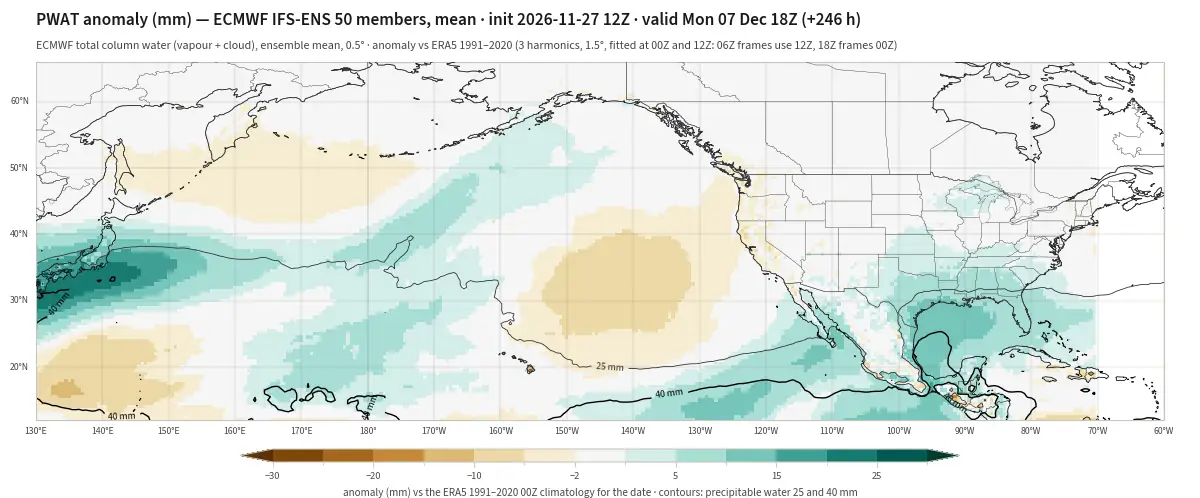 PWAT anomaly (mm) — ECMWF IFS-ENS 50 members, mean · init 2026-11-27 12Z · valid Mon 07 Dec 18Z (+246 h)
ECMWF total column water (vapour + cloud), ensemble mean, 0.5° · anomaly vs ERA5 1991–2020 (3 harmonics, 1.5°, fitted at 00Z and 12Z: 06Z frames use 12Z, 18Z frames 00Z)
60°N
50°N
40°N
30°N
20°N
40 mm
25 mm
40 mm
40 mm
40 mm
40 mm
130°E 140°E 150°E 160°E 170°E 180° 170°W 160°W 150°W 140°W 130°W 120°W 110°W 100°W 90°W 80°W 70°W 60°W
−30 −20 −10 −2 5 15 25
anomaly (mm) vs the ERA5 1991–2020 00Z climatology for the date · contours: precipitable water 25 and 40 mm